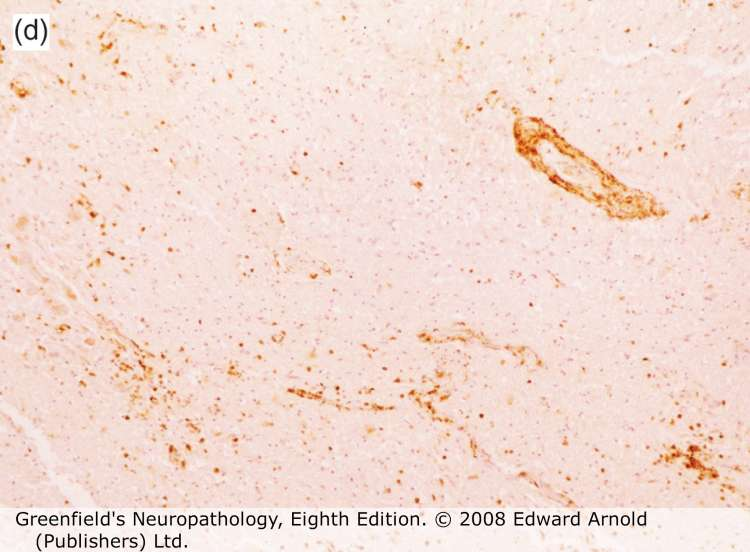 (d)
Greenfield's Neuropathology, Eighth Edition. © 2008 Edward Arnold
(Publishers) Ltd.